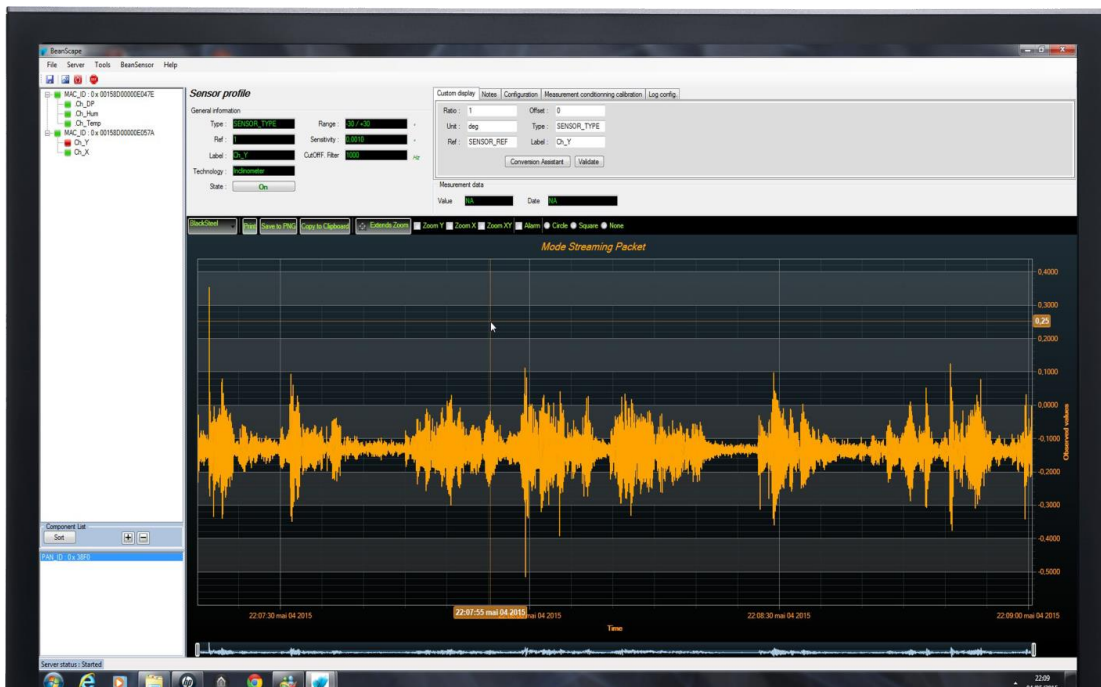 BeanScape
File Server Tools BeanSensor Help
MAC_ID : 0 x 00158D00000E047E
Ch_DP
Ch_Hum
Ch_Temp
MAC_ID : 0 x 00158D00000E057A
Ch_Y
Ch_X
Sensor profile
General information
Type : SENSOR_TYPE Range : -30 / +30
Ref : 1 Sensitivity : 0.0010
Label : Ch_Y CutOffF. Filter 1000 Hz
Technology : Inclinometer
State : On
Custom display Notes Configuration Measurement conditionning calibration Log config.
Ratio : 1 Offset : 0
Unit : deg Type : SENSOR_TYPE
Ref : SENSOR_REF Label : Ch_Y
Conversion Assistant Validate
Mesurement data
Value NA Date NA
BlackSteel Print Save to PNG Copy to Clipboard Extends Zoom Zoom Y Zoom X Zoom XY Alarm Circle Square None
Mode Streaming Packet
0,4000
0,3000
0,25
0,2000
0,1000
0,0000
-0,1000
-0,2000
-0,3000
-0,4000
-0,5000
Observed values
22:07:30 mai 04 2015 22:07:55 mai 04 2015 mai 04 2015 22:08:30 mai 04 2015 22:09:00 mai 04 2015
Time
Component List
Sort
PAN_ID : 0 x 38F0
Server status : Started
22:09